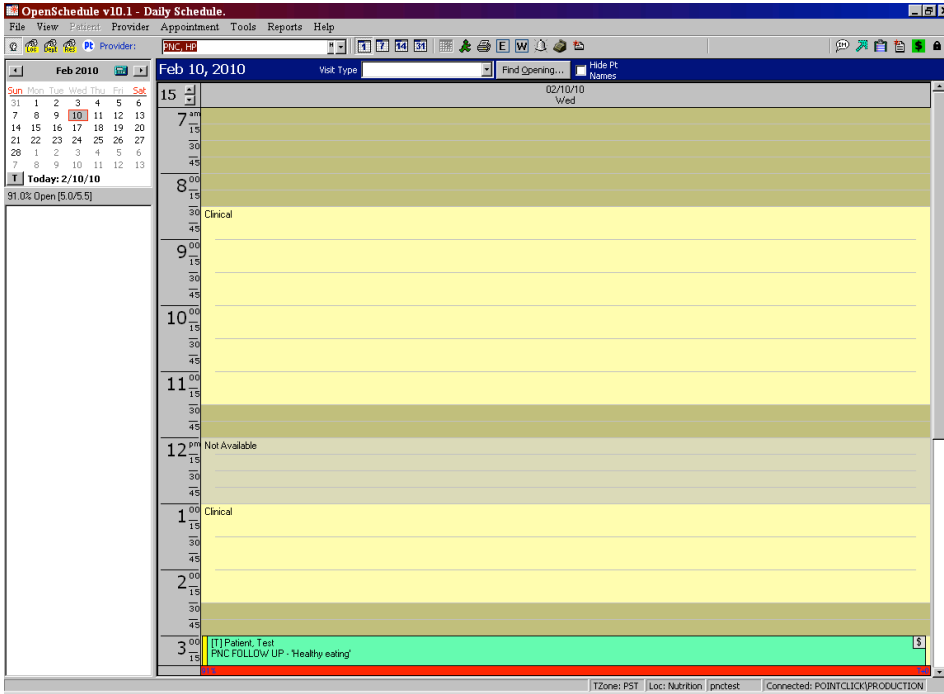 OpenSchedule v10.1 - Daily Schedule.
File View Patient Provider Appointment Tools Reports Help
Loc Dept Res Pt Provider: PNC, HP 1 7 14 31 E W $
Feb 2010
Feb 10, 2010 Visit Type Find Opening... Hide Pt Names
Sun Mon Tue Wed Thu Fri Sat
31 1 2 3 4 5 6
7 8 9 10 11 12 13
14 15 16 17 18 19 20
21 22 23 24 25 26 27
28 1 2 3 4 5 6
7 8 9 10 11 12 13
T Today: 2/10/10
91.0% Open [5.0/5.5]
15 02/10/10
Wed
7 am
15
30
45
8 00
15
30 Clinical
45
9 00
15
30
45
10 00
15
30
45
11 00
15
30
45
12 pm Not Available
15
30
45
1 00 Clinical
15
30
45
2 00
15
30
45
3 00 [T] Patient, Test $
15 PNC FOLLOW UP - 'Healthy eating'
TZone: PST Loc: Nutrition pnctest Connected: POINTCLICK\PRODUCTION